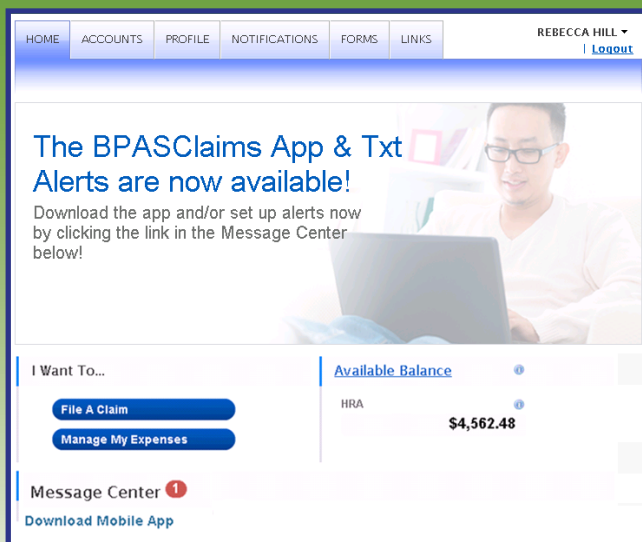 HOME ACCOUNTS PROFILE NOTIFICATIONS FORMS LINKS
REBECCA HILL
| Logout
The BPASClaims App & Txt
Alerts are now available!
Download the app and/or set up alerts now
by clicking the link in the Message Center
below!
I Want To...
File A Claim
Manage My Expenses
Available Balance
HRA
$4,562.48
Message Center 1
Download Mobile App